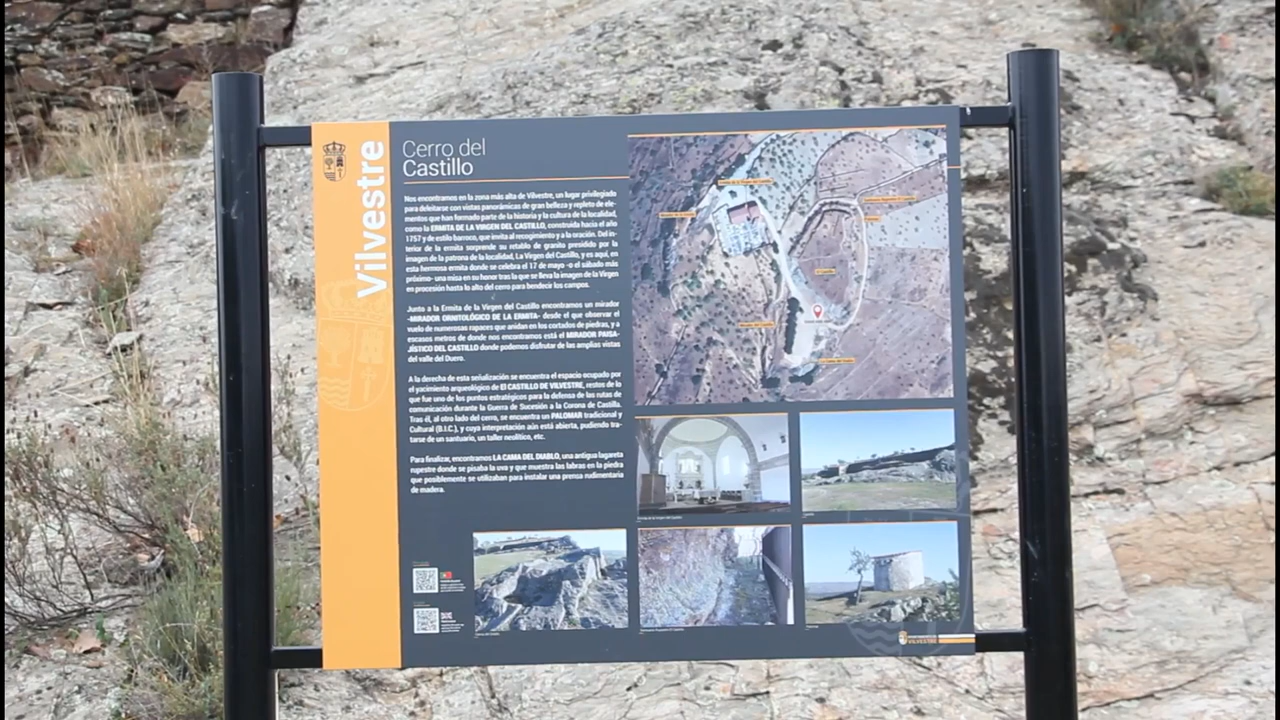 Vilvestre
Cerro del
Castillo
Nos encontramos en la zona más alta de Vilvestre, un lugar privilegiado
para deleitarse con vistas panorámicas de gran belleza y repleto de ele-
mentos que han formado parte de la historia y la cultura de la localidad,
como la ERMITA DE LA VIRGEN DEL CASTILLO, construida hacia el año
1757 y de estilo barroco, que invita al recogimiento y a la oración. Del in-
terior de la ermita sorprende su retablo de granito presidido por la
imagen de la patrona de la localidad, La Virgen del Castillo, y es aquí, en
esta hermosa ermita donde se celebra el 17 de mayo -o el sábado más
próximo- una misa en su honor tras la que se lleva la imagen de la Virgen
en procesión hasta lo alto del cerro para bendecir los campos.
Junto a la Ermita de la Virgen del Castillo encontramos un mirador
-MIRADOR ORNITOLÓGICO DE LA ERMITA- desde el que observar el
vuelo de numerosas rapaces que anidan en los cortados de piedras, y a
escasos metros de donde nos encontramos está el MIRADOR PAISA-
JÍSTICO DEL CASTILLO donde podemos disfrutar de las amplias vistas
del valle del Duero.
A la derecha de esta señalización se encuentra el espacio ocupado por
el yacimiento arqueológico de El CASTILLO DE VILVESTRE, restos de lo
que fue uno de los puntos estratégicos para la defensa de las rutas de
comunicación durante la Guerra de Sucesión a la Corona de Castilla.
Tras él, al otro lado del cerro, se encuentra un PALOMAR tradicional y
Cultural (B.I.C.), y cuya interpretación aún está abierta, pudiendo tra-
tarse de un santuario, un taller neolítico, etc.
Para finalizar, encontramos LA CAMA DEL DIABLO, una antigua lagareta
rupestre donde se pisaba la uva y que muestra las labras en la piedra
que posiblemente se utilizaban para instalar una prensa rudimentaria
de madera.
VILVESTRE